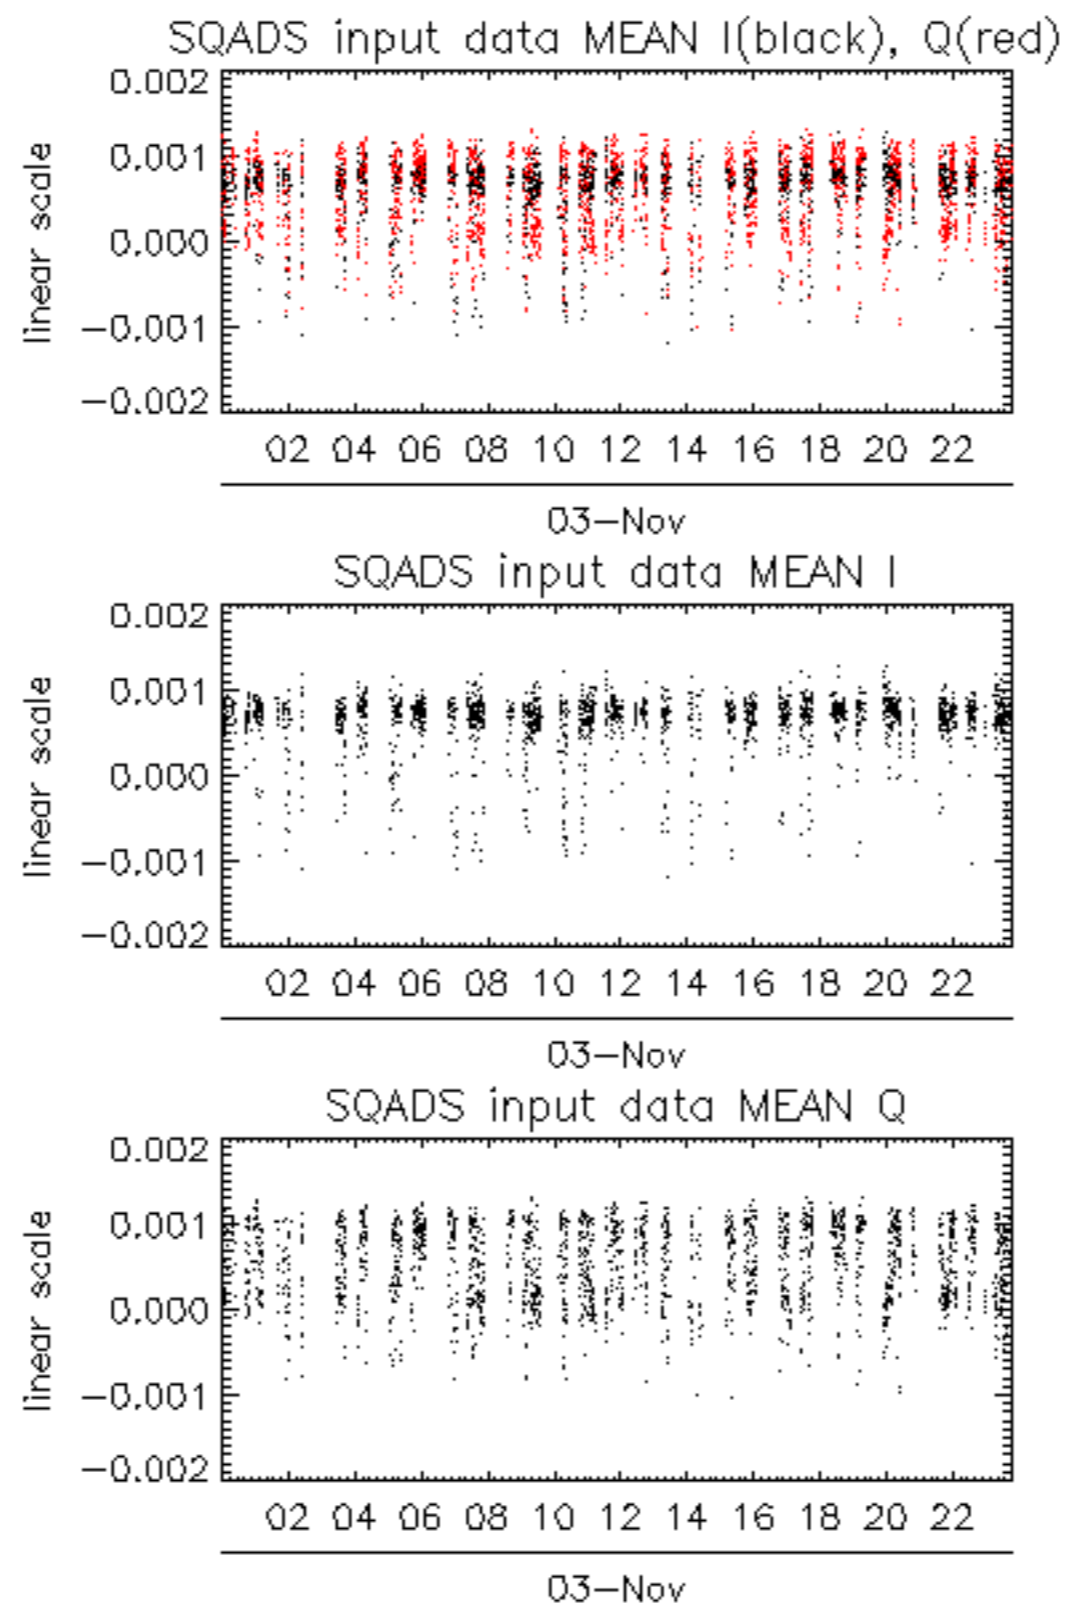 SQADS input data MEAN I(black), Q(red)
0.002
0.001
0.000
−0.001
−0.002
linear scale
02 04 06 08 10 12 14 16 18 20 22
03−Nov
SQADS input data MEAN I
0.002
0.001
0.000
−0.001
−0.002
linear scale
02 04 06 08 10 12 14 16 18 20 22
03−Nov
SQADS input data MEAN Q
0.002
0.001
0.000
−0.001
−0.002
linear scale
02 04 06 08 10 12 14 16 18 20 22
03−Nov